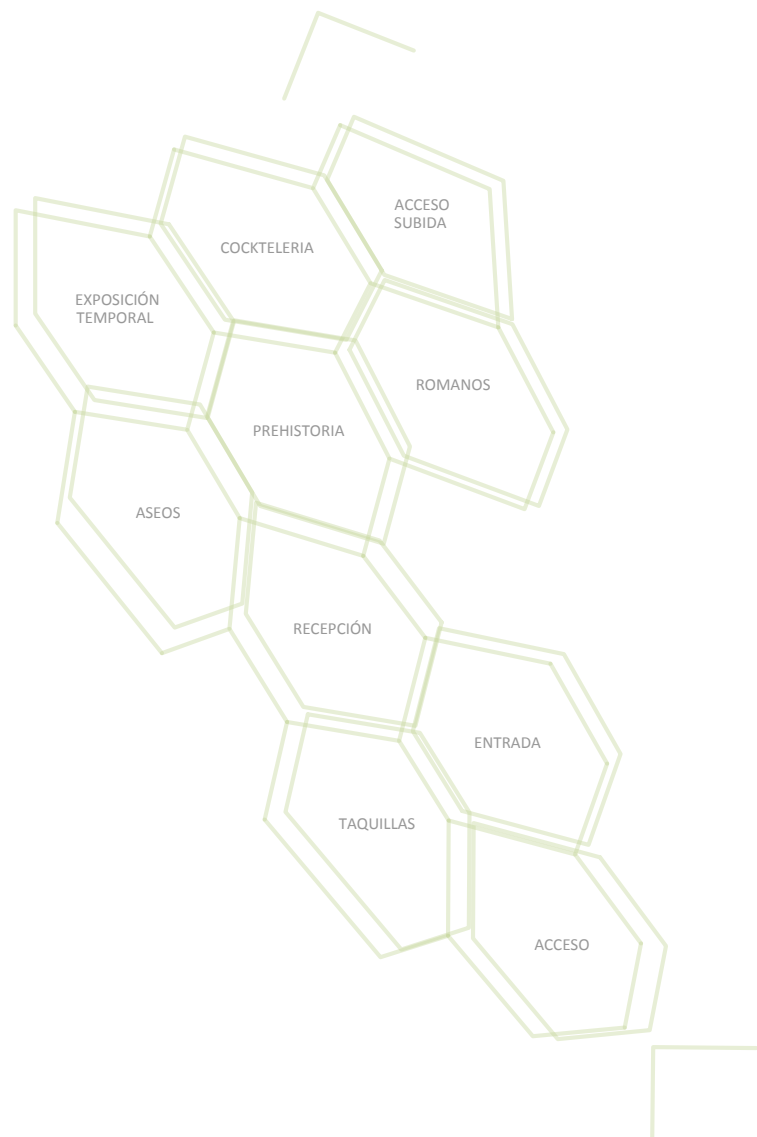 ACCESO
SUBIDA
COCKTELERIA
EXPOSICIÓN
TEMPORAL
ROMANOS
PREHISTORIA
ASEOS
RECEPCIÓN
ENTRADA
TAQUILLAS
ACCESO